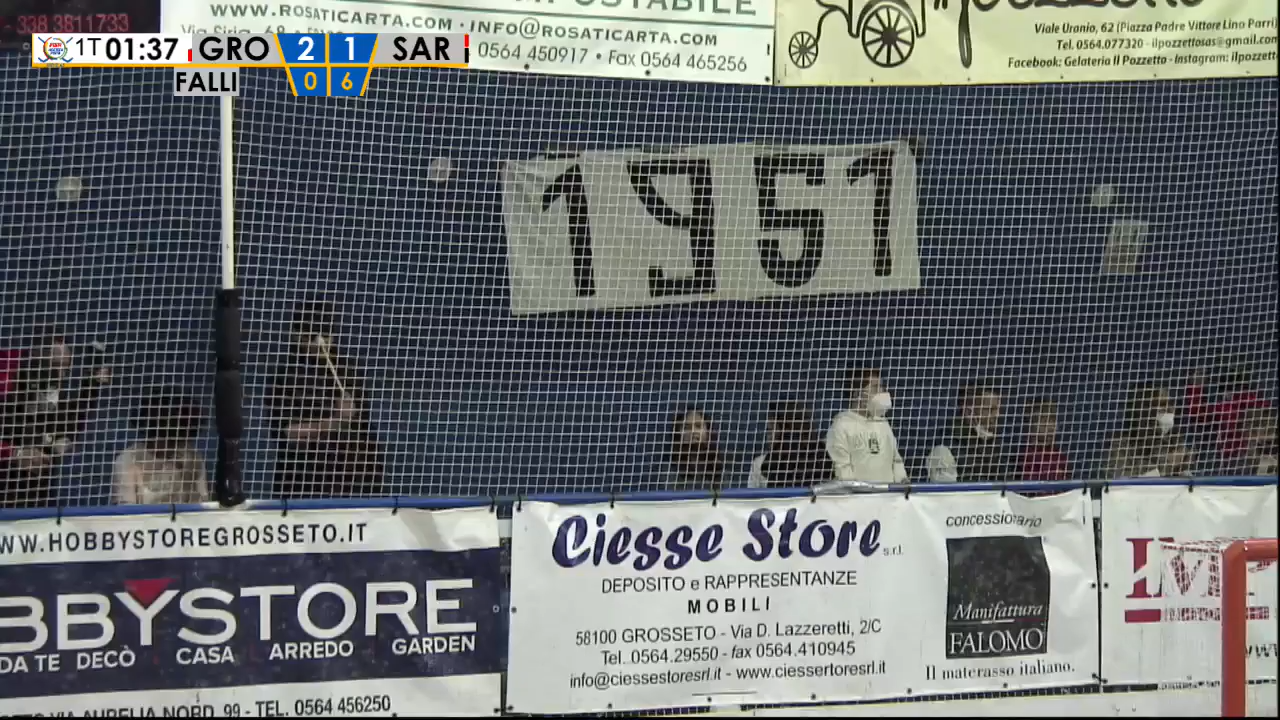 338 3811733
1T 01:37 GRO 2 1 SAR
FALLI 0 6
WWW.ROSATICARTA.COM • INFO@ROSATICARTA.COM
0564 450917 • Fax 0564 465256
Viale Uranio, 62 (Piazza Padre Vittore Lino Parri
Tel. 0564.077320 - ilpozzettosas@gmail.com
Facebook: Gelateria Il Pozzetto - Instagram: ilpozzett
1951
WW.HOBBYSTOREGROSSETO.IT
BBYSTORE
DA TE DECÒ CASA ARREDO GARDEN
VIA AURELIA NORD, 99 - TEL. 0564 456250
Ciesse Store s.r.l.
DEPOSITO e RAPPRESENTANZE
MOBILI
58100 GROSSETO - Via D. Lazzeretti, 2/C
Tel. 0564.29550 - fax 0564.410945
info@ciessestoresrl.it - www.ciessertoresrl.it
concessionario
Manifattura
FALOMO
Il materasso italiano.